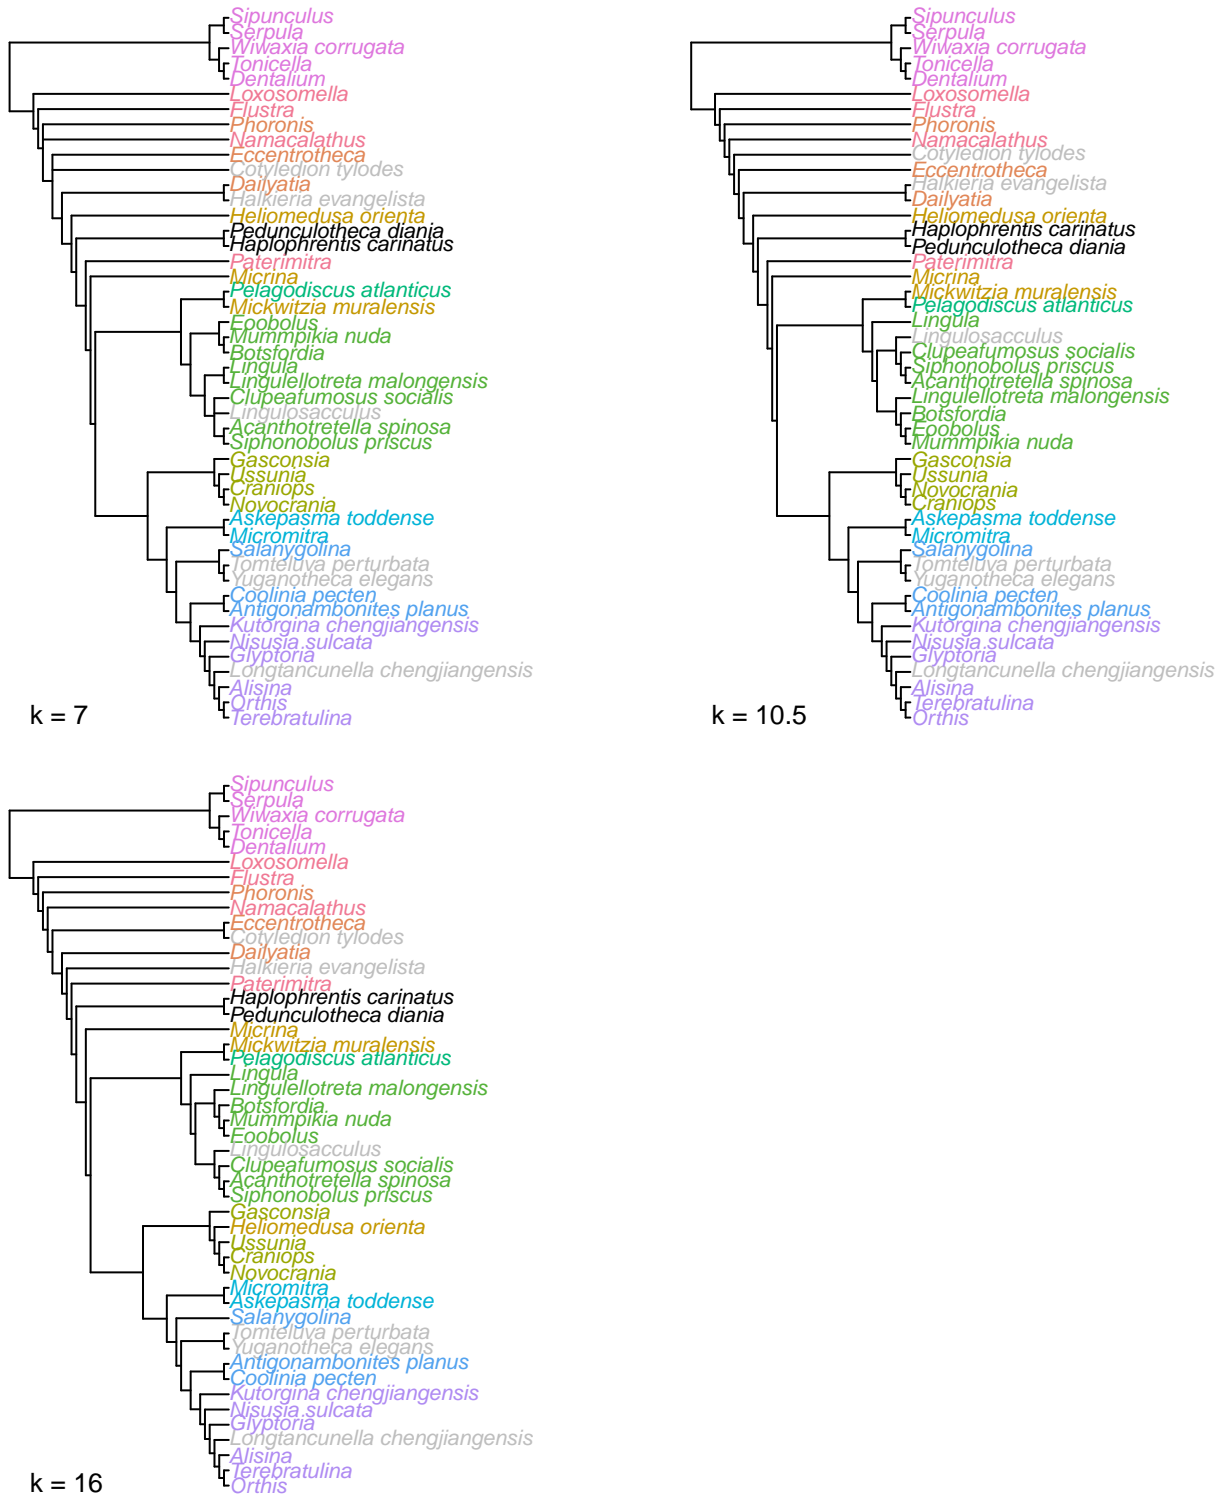 Sipunculus
Serpula
Wiwaxia corrugata
Tonicella
Dentalium
Loxosomella
Flustra
Phoronis
Namacalathus
Eccentrotheca
Cotyledion tylodes
Dailyatia
Halkieria evangelista
Heliomedusa orienta
Pedunculotheca diania
Haplophrentis carinatus
Paterimitra
Micrina
Pelagodiscus atlanticus
Mickwitzia muralensis
Eoobolus
Mummpikia nuda
Botsfordia
Lingula
Lingulellotreta malongensis
Clupeafumosus socialis
Lingulosacculus
Acanthotretella spinosa
Siphonobolus priscus
Gasconsia
Ussunia
Craniops
Novocrania
Askepasma toddense
Micromitra
Salanygolina
Tomteluva perturbata
Yuganotheca elegans
Coolinia pecten
Antigonambonites planus
Kutorgina chengjiangensis
Nisusia sulcata
Glyptoria
Longtancunella chengjiangensis
Alisina
Orthis
Terebratulina
k = 7
Sipunculus
Serpula
Wiwaxia corrugata
Tonicella
Dentalium
Loxosomella
Flustra
Phoronis
Namacalathus
Cotyledion tylodes
Eccentrotheca
Halkieria evangelista
Dailyatia
Heliomedusa orienta
Haplophrentis carinatus
Pedunculotheca diania
Paterimitra
Micrina
Mickwitzia muralensis
Pelagodiscus atlanticus
Lingula
Lingulosacculus
Clupeafumosus socialis
Siphonobolus priscus
Acanthotretella spinosa
Lingulellotreta malongensis
Botsfordia
Eoobolus
Mummpikia nuda
Gasconsia
Ussunia
Novocrania
Craniops
Askepasma toddense
Micromitra
Salanygolina
Tomteluva perturbata
Yuganotheca elegans
Coolinia pecten
Antigonambonites planus
Kutorgina chengjiangensis
Nisusia sulcata
Glyptoria
Longtancunella chengjiangensis
Alisina
Terebratulina
Orthis
k = 10.5
Sipunculus
Serpula
Wiwaxia corrugata
Tonicella
Dentalium
Loxosomella
Flustra
Phoronis
Namacalathus
Eccentrotheca
Cotyledion tylodes
Dailyatia
Halkieria evangelista
Paterimitra
Haplophrentis carinatus
Pedunculotheca diania
Micrina
Mickwitzia muralensis
Pelagodiscus atlanticus
Lingula
Lingulellotreta malongensis
Botsfordia
Mummpikia nuda
Eoobolus
Lingulosacculus
Clupeafumosus socialis
Acanthotretella spinosa
Siphonobolus priscus
Gasconsia
Heliomedusa orienta
Ussunia
Craniops
Novocrania
Micromitra
Askepasma toddense
Salanygolina
Tomteluva perturbata
Yuganotheca elegans
Antigonambonites planus
Coolinia pecten
Kutorgina chengjiangensis
Nisusia sulcata
Glyptoria
Longtancunella chengjiangensis
Alisina
Terebratulina
Orthis
k = 16